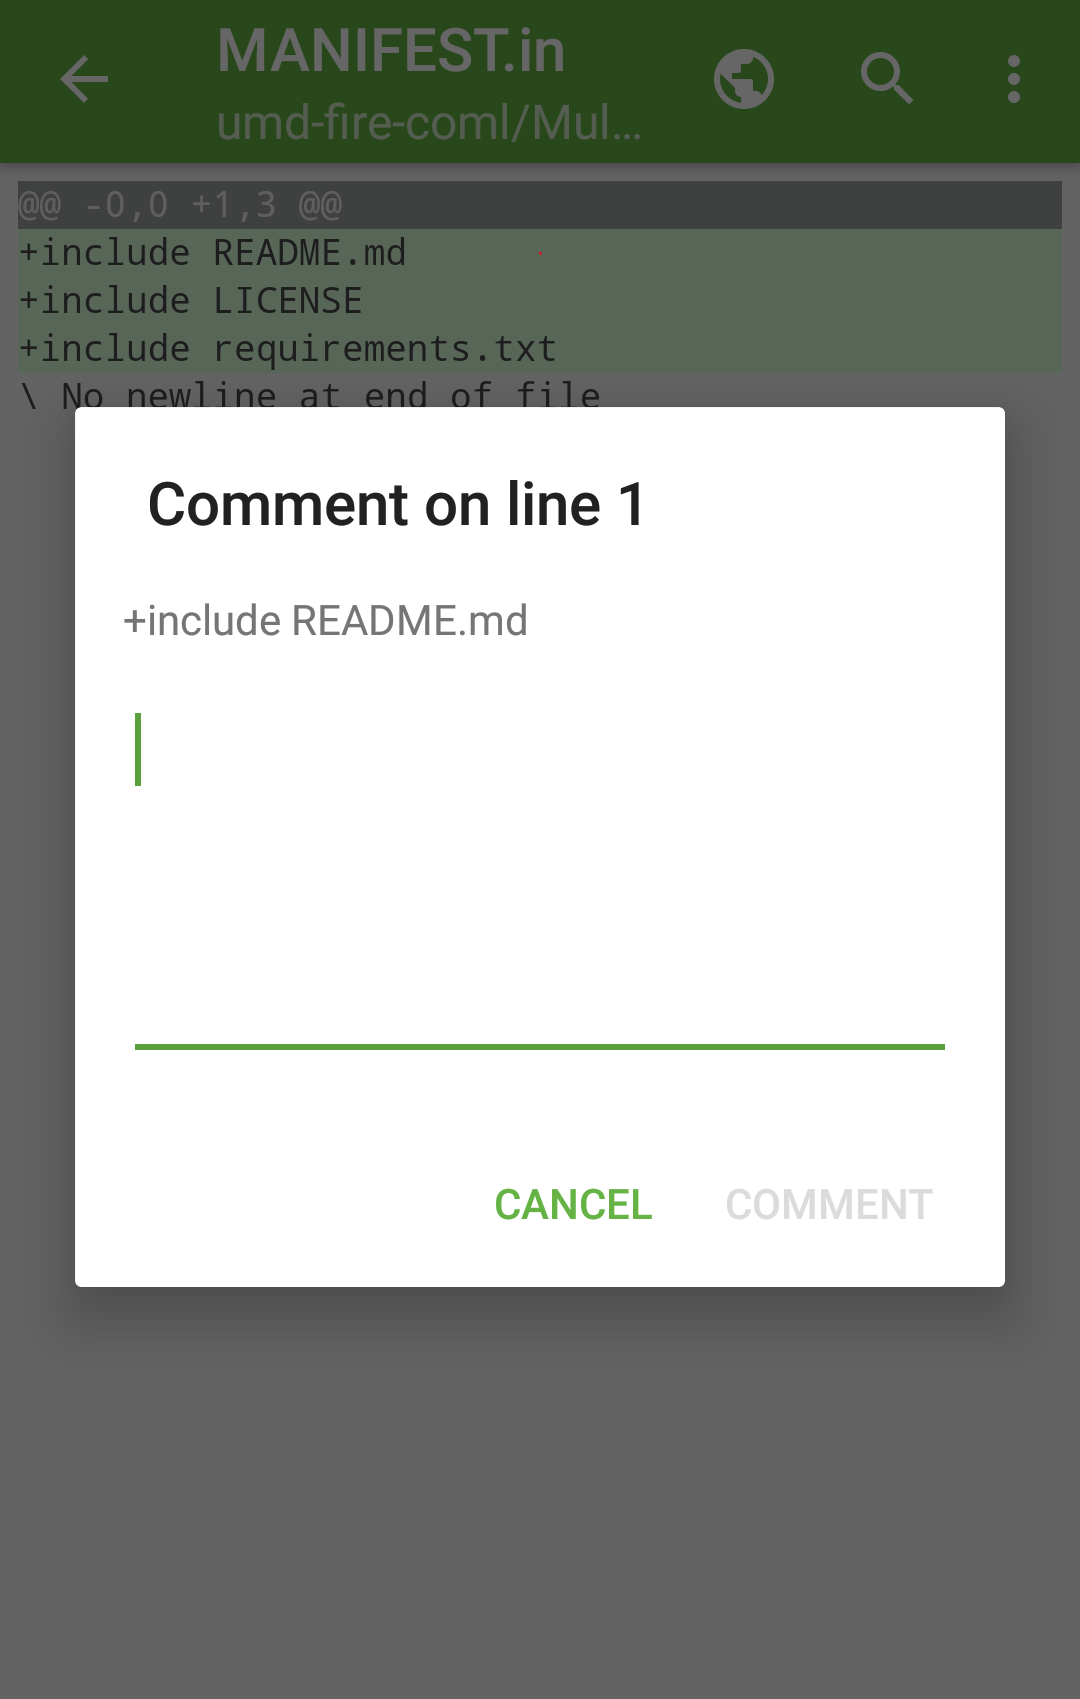 MANIFEST.in
umd-fire-coml/Mul…
@@ -0,0 +1,3 @@
+include README.md
+include LICENSE
+include requirements.txt
\ No newline at end of file
Comment on line 1
+include README.md
CANCEL COMMENT